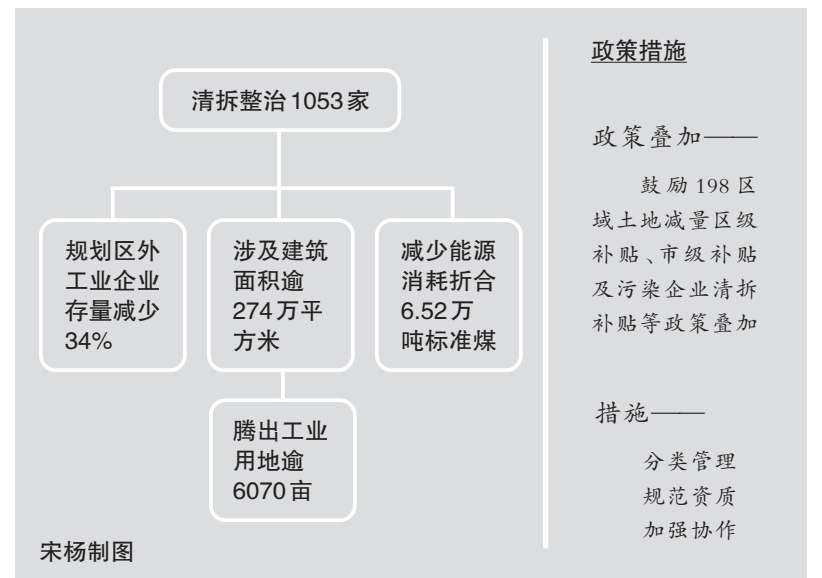 清拆整治1053家
规划区外
工业企业
存量减少
34%
涉及建筑
面积逾
274万平
方米
减少能源
消耗折合
6.52万
吨标准煤
腾出工业
用地逾
6070亩
宋杨制图
政策措施
政策叠加——
鼓励198区
域土地减量区级
补贴、市级补贴
及污染企业清拆
补贴等政策叠加
措施——
分类管理
规范资质
加强协作